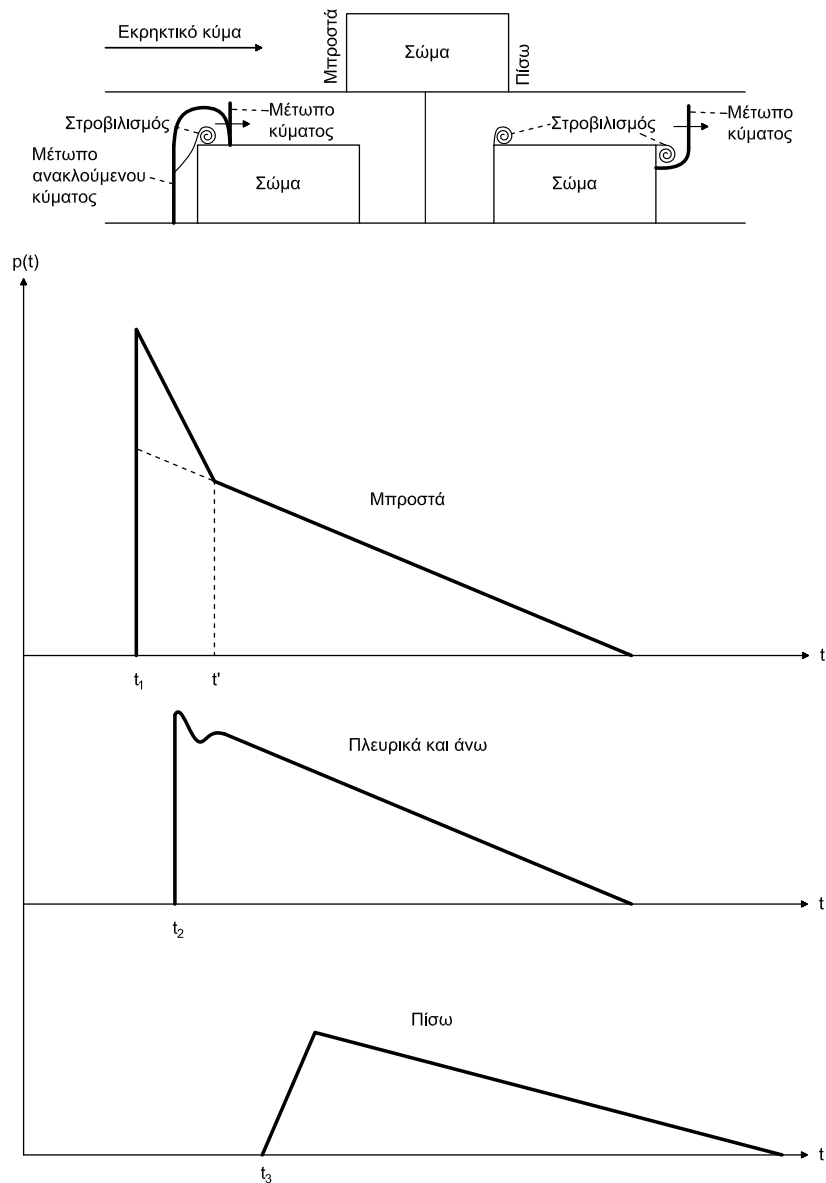 Εκρηκτικό κύμα
Μπροστά
Σώμα
Πίσω
Στροβιλισμός
Μέτωπο
κύματος
Μέτωπο
ανακλούμενου
κύματος
Σώμα
Στροβιλισμός
Μέτωπο
κύματος
Σώμα
p(t)
Μπροστά
t
t₁
t'
Πλευρικά και άνω
t
t₂
Πίσω
t
t₃